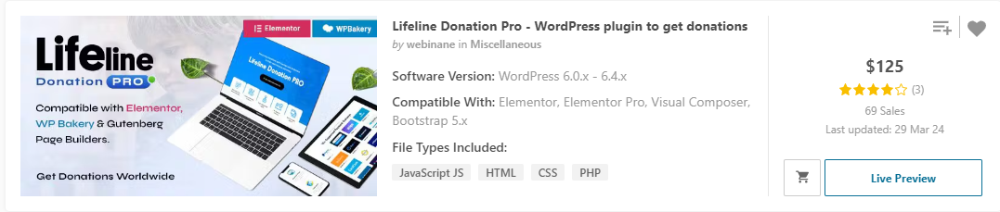 Elementor
WPBakery
Lifeline
Donation PRO
Compatible with Elementor,
WP Bakery & Gutenberg
Page Builders.
Get Donations Worldwide
Lifeline Donation PRO
Lifeline Donation Pro - WordPress plugin to get donations
by webinane in Miscellaneous
Software Version: WordPress 6.0.x - 6.4.x
Compatible With: Elementor, Elementor Pro, Visual Composer,
Bootstrap 5.x
File Types Included:
JavaScript JS
HTML
CSS
PHP
$125
(3)
69 Sales
Last updated: 29 Mar 24
Live Preview